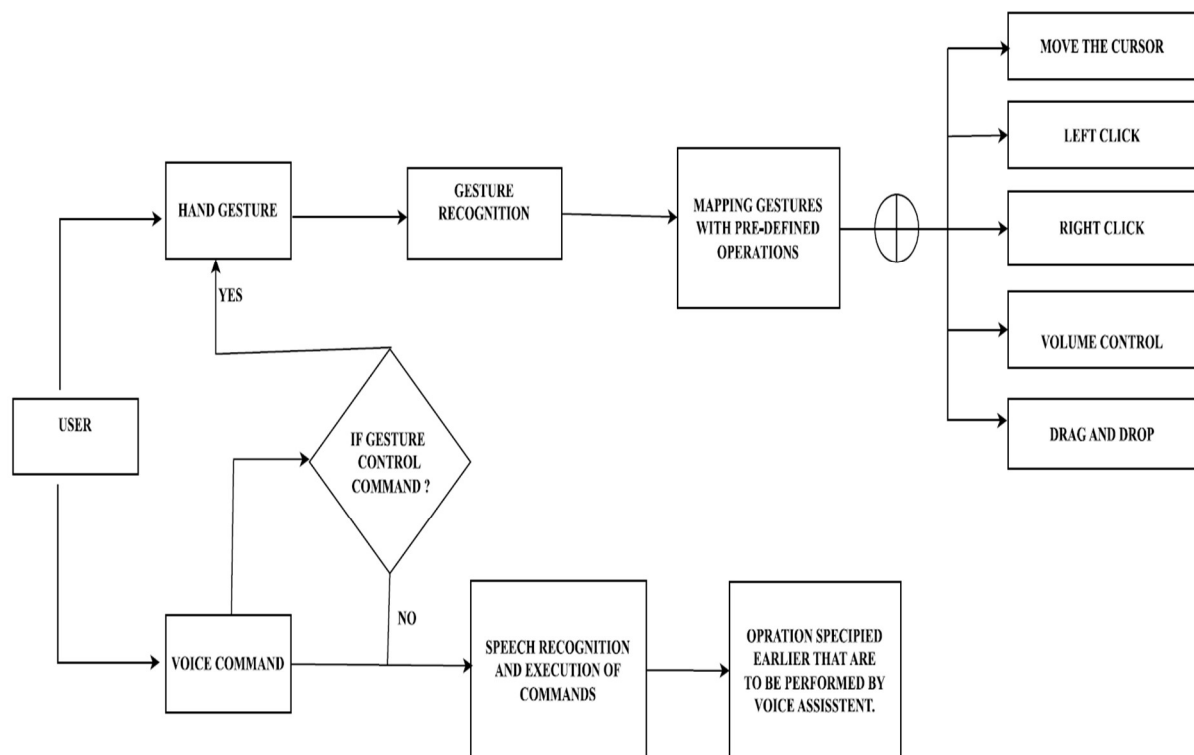 MOVE THE CURSOR
LEFT CLICK
HAND GESTURE
GESTURE
RECOGNITION
MAPPING GESTURES
WITH PRE-DEFINED
OPERATIONS
RIGHT CLICK
YES
VOLUME CONTROL
USER
IF GESTURE
CONTROL
COMMAND ?
DRAG AND DROP
NO
VOICE COMMAND
SPEECH RECOGNITION
AND EXECUTION OF
COMMANDS
OPRATION SPECIPIED
EARLIER THAT ARE
TO BE PERFORMED BY
VOICE ASSISSTENT.